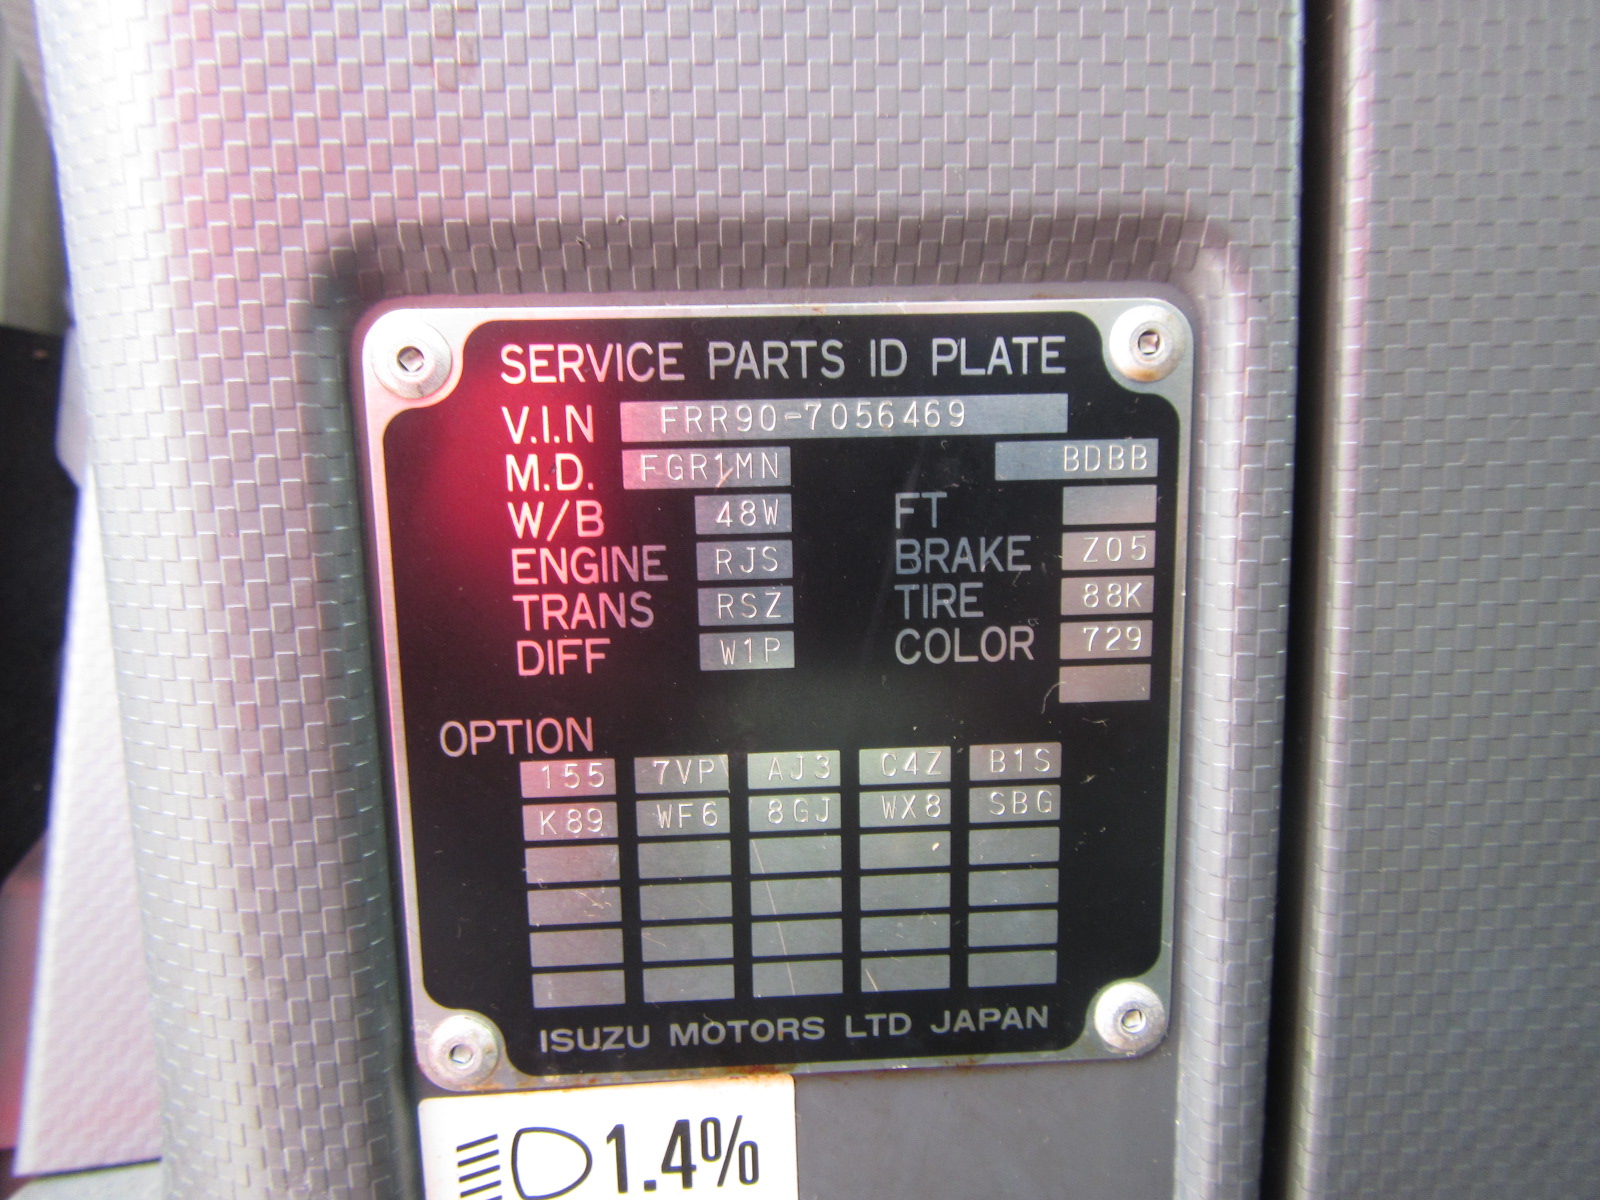 SERVICE PARTS ID PLATE
V.I.N FRR90-7056469
M.D. FGR1MN BDBB
W/B 48W FT
ENGINE RJS BRAKE Z05
TRANS RSZ TIRE 88K
DIFF W1P COLOR 729
OPTION
155 7VP AJ3 C4Z B1S
K89 WF6 8GJ WX8 SBG
ISUZU MOTORS LTD JAPAN
1.4%